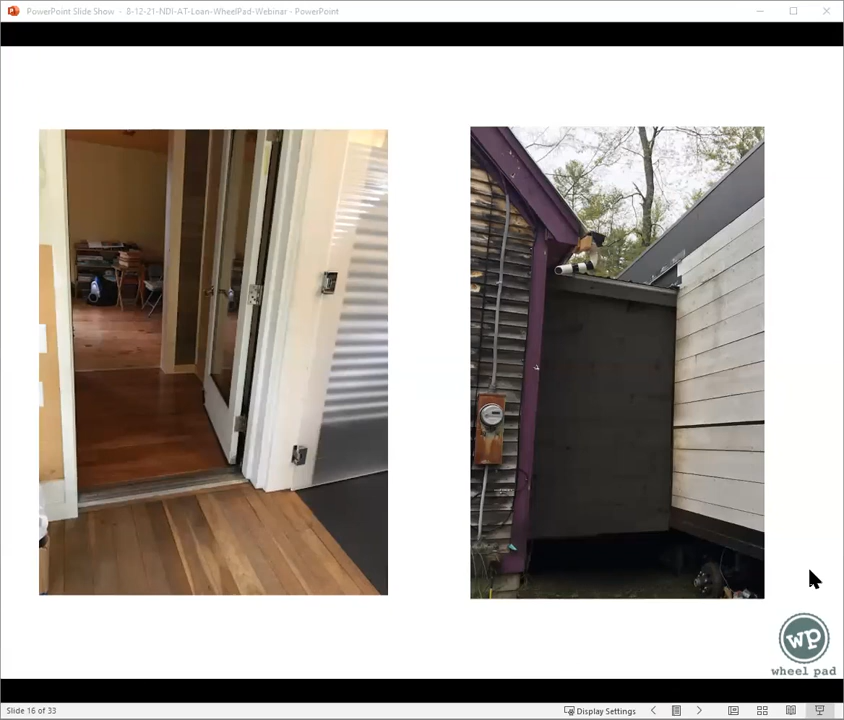 PowerPoint Slide Show - 8-12-21-NDI-AT-Loan-WheelPad-Webinar - PowerPoint
wp
wheel pad
Slide 16 of 33
Display Settings